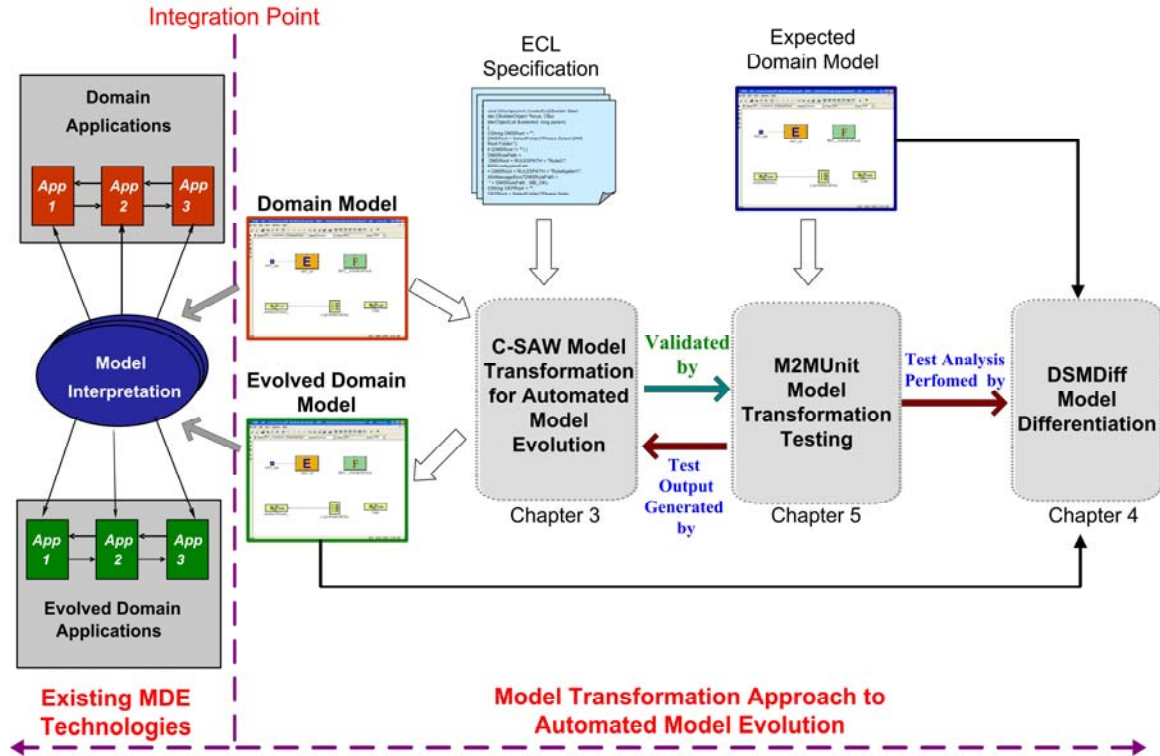 Integration Point
Domain
Applications
App
1
App
2
App
3
Model
Interpretation
App
1
App
2
App
3
Evolved Domain
Applications
Existing MDE
Technologies
ECL
Specification
Domain Model
E
F
Evolved Domain
Model
E
F
C-SAW Model
Transformation
for Automated
Model
Evolution
Chapter 3
Validated
by
Test
Output
Generated
by
Expected
Domain Model
E
F
M2MUnit
Model
Transformation
Testing
Chapter 5
Test Analysis
Perfomed by
DSMDiff
Model
Differentiation
Chapter 4
Model Transformation Approach to
Automated Model Evolution